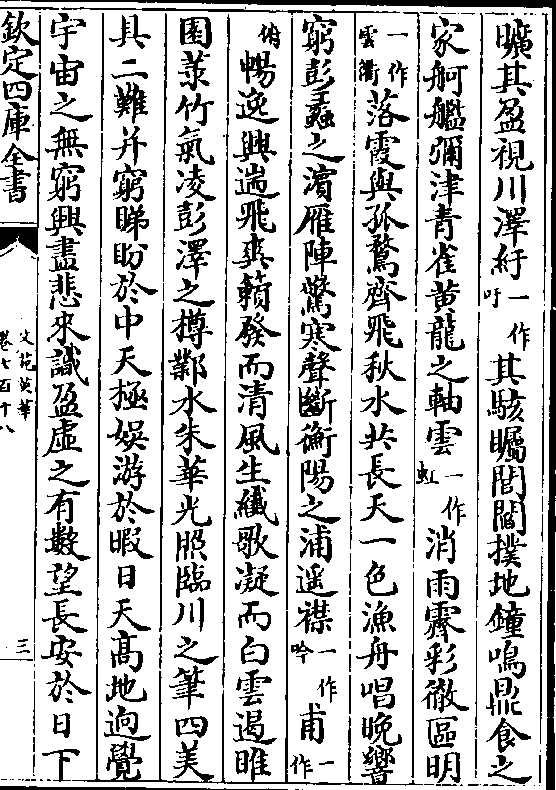 曠其盈視川澤紆一作吁其駭矚閭閻撲地鐘鳴鼎食之
家舸艦彌津青雀黃龍之軸雲一作虹消雨霽彩徹區明
一作雲衢落霞與孤鶩齊飛秋水共長天一色漁舟唱晚響
窮彭蠡之濱雁陣驚寒聲斷衡陽之浦遥襟一作吟甫一作
俯暢逸興遄飛爽籟發而清風生纖歌凝而白雲遏睢
園菉竹氣凌彭澤之樽鄴水朱華光照臨川之筆四美
具二難并窮睇盼於中天極娛游於暇日天髙地逈覺
宇宙之無窮興盡悲來識盈虛之有數望長安於日下
欽定四庫全書
文苑英華
卷七百十八
三